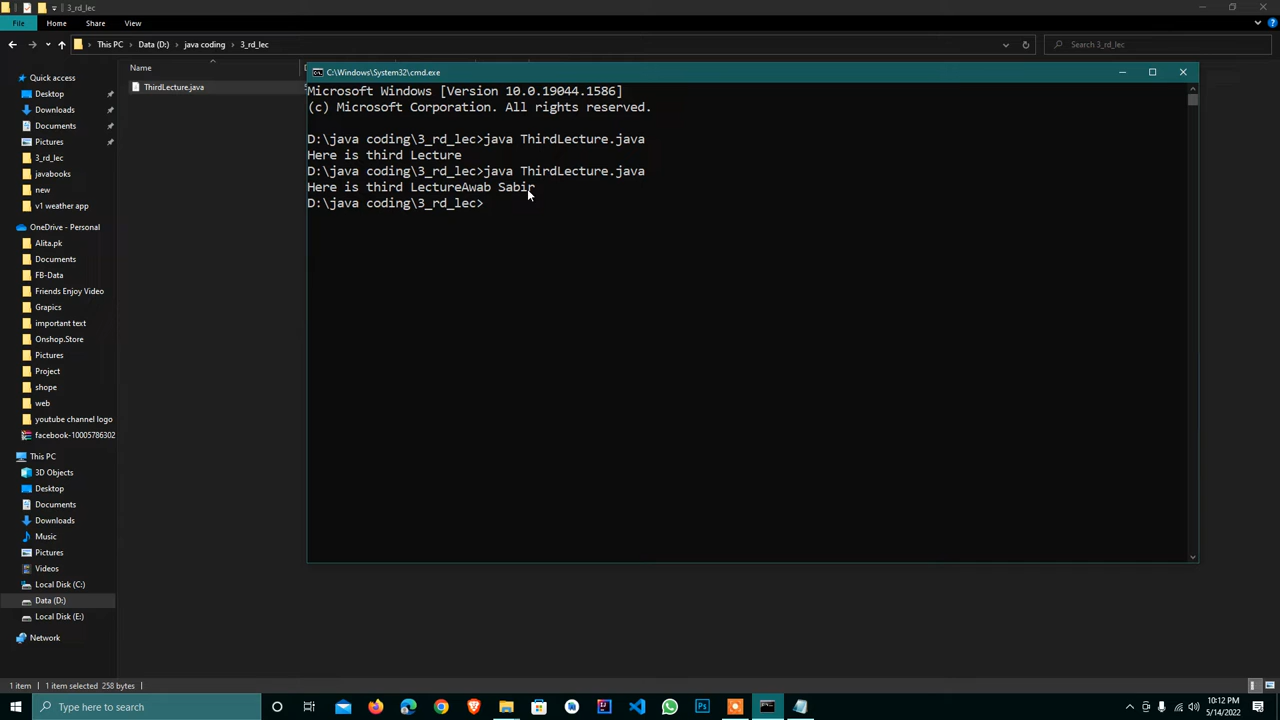 3_rd_lec
File Home Share View
This PC Data (D:) java coding 3_rd_lec
Search 3_rd_lec
Quick access
Desktop
Downloads
Documents
Pictures
3_rd_lec
javabooks
new
v1 weather app
OneDrive - Personal
Alita.pk
Documents
FB-Data
Friends Enjoy Video
Grapics
important text
Onshop.Store
Pictures
Project
shope
web
youtube channel logo
facebook-10005786302
This PC
3D Objects
Desktop
Documents
Downloads
Music
Pictures
Videos
Local Disk (C:)
Data (D:)
Local Disk (E:)
Network
Name
ThirdLecture.java
C:\Windows\System32\cmd.exe
Microsoft Windows [Version 10.0.19044.1586]
(c) Microsoft Corporation. All rights reserved.
D:\java coding\3_rd_lec>java ThirdLecture.java
Here is third Lecture
D:\java coding\3_rd_lec>java ThirdLecture.java
Here is third LectureAwab Sabir
D:\java coding\3_rd_lec>
1 item 1 item selected 258 bytes
Type here to search
10:12 PM
5/14/2022